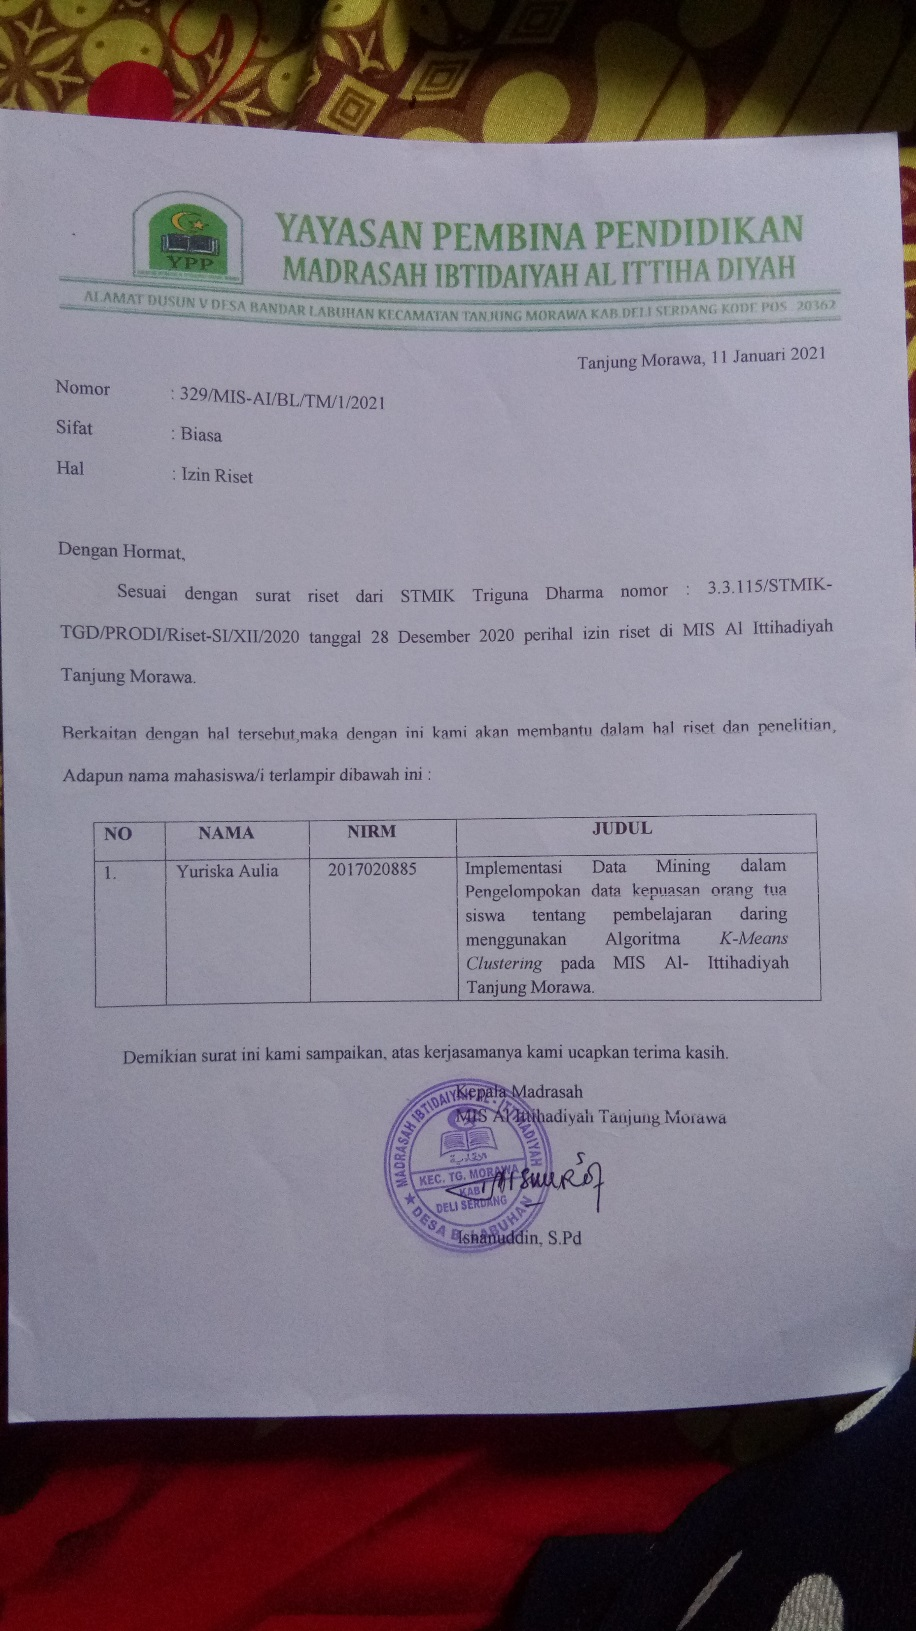 YPP
YAYASAN PEMBINA PENDIDIKAN
MADRASAH IBTIDAIYAH AL ITTIHA DIYAH
ALAMAT DUSUN V DESA BANDAR LABUHAN KECAMATAN TANJUNG MORAWA KAB.DELI SERDANG KODE POS 20362
Tanjung Morawa, 11 Januari 2021
Nomor : 329/MIS-AI/BL/TM/1/2021
Sifat : Biasa
Hal : Izin Riset
Dengan Hormat,
Sesuai dengan surat riset dari STMIK Triguna Dharma nomor : 3.3.115/STMIK-
TGD/PRODI/Riset-SI/XII/2020 tanggal 28 Desember 2020 perihal izin riset di MIS Al Ittihadiyah
Tanjung Morawa.
Berkaitan dengan hal tersebut,maka dengan ini kami akan membantu dalam hal riset dan penelitian,
Adapun nama mahasiswa/i terlampir dibawah ini :
NO NAMA NIRM JUDUL
1. Yuriska Aulia 2017020885 Implementasi Data Mining dalam
Pengelompokan data kepuasan orang tua
siswa tentang pembelajaran daring
menggunakan Algoritma K-Means
Clustering pada MIS Al- Ittihadiyah
Tanjung Morawa.
Demikian surat ini kami sampaikan, atas kerjasamanya kami ucapkan terima kasih.
Kepala Madrasah
MIS Al Ittihadiyah Tanjung Morawa
MADRASAH IBTIDAIYAH AL - ITTIHADIYAH
KEC. TG. MORAWA
KAB
DELI SERDANG
DESA B. LABUHAN
Isnanuddin, S.Pd